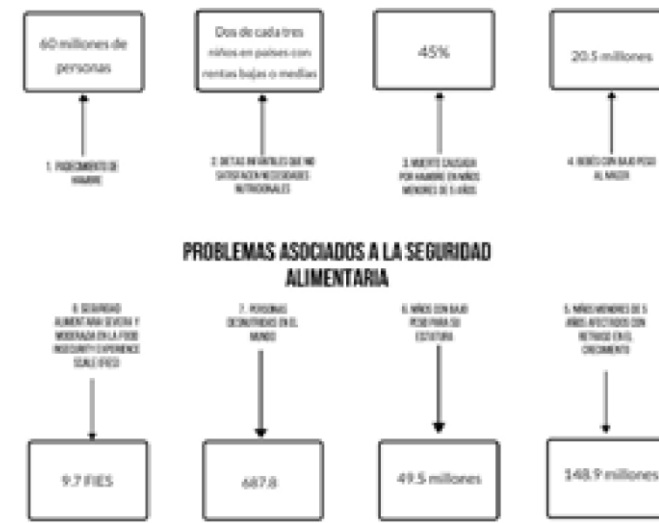 60 millones de
personas
Dos de cada tres
niños en países con
rentas bajas o medias
45%
20.5 millones
1. PADECIMIENTO DE
HAMBRE
2. DIETAS INFANTILES QUE NO
SATISFACEN NECESIDADES
NUTRICIONALES
3. MUERTE CAUSADA
POR HAMBRE EN NIÑOS
MENORES DE 5 AÑOS
4. BEBÉS CON BAJO PESO
AL NACER
PROBLEMAS ASOCIADOS A LA SEGURIDAD
ALIMENTARIA
8. SEGURIDAD
ALIMENTARIA SEVERA Y
MODERADA EN LA FOOD
INSECURITY EXPERIENCE
SCALE (FIES)
7. PERSONAS
DESNUTRIDAS EN EL
MUNDO
6. NIÑOS CON BAJO
PESO PARA SU
ESTATURA
5. NIÑOS MENORES DE 5
AÑOS AFECTADOS CON
RETRASO EN EL
CRECIMIENTO
9.7 FIES
687.8
49.5 millones
148.9 millones